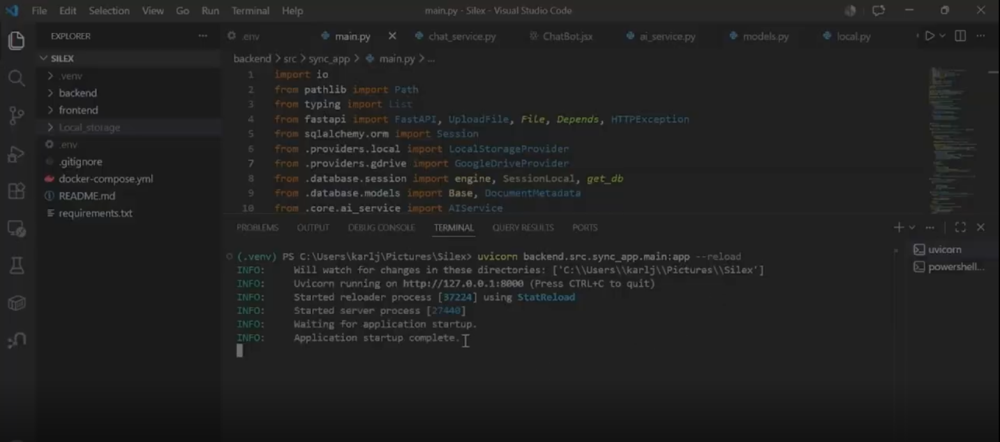 File Edit Selection View Go Run Terminal Help
main.py - Silex - Visual Studio Code
EXPLORER
SILEX
.venv
backend
frontend
Local_storage
.env
.gitignore
docker-compose.yml
README.md
requirements.txt
.env main.py chat_service.py ChatBot.jsx ai_service.py models.py local.py
backend > src > sync_app > main.py > ...
1 import io
2 from pathlib import Path
3 from typing import List
4 from fastapi import FastAPI, UploadFile, File, Depends, HTTPException
5 from sqlalchemy.orm import Session
6 from .providers.local import LocalStorageProvider
7 from .providers.gdrive import GoogleDriveProvider
8 from .database.session import engine, SessionLocal, get_db
9 from .database.models import Base, DocumentMetadata
10 from .core.ai_service import AIService
PROBLEMS OUTPUT DEBUG CONSOLE TERMINAL QUERY RESULTS PORTS
(.venv) PS C:\Users\karlj\Pictures\Silex> uvicorn backend.src.sync_app.main:app --reload
INFO: Will watch for changes in these directories: ['C:\\Users\\karlj\\Pictures\\Silex']
INFO: Uvicorn running on http://127.0.0.1:8000 (Press CTRL+C to quit)
INFO: Started reloader process [37224] using StatReload
INFO: Started server process [27440]
INFO: Waiting for application startup.
INFO: Application startup complete.
uvicorn
powershell...